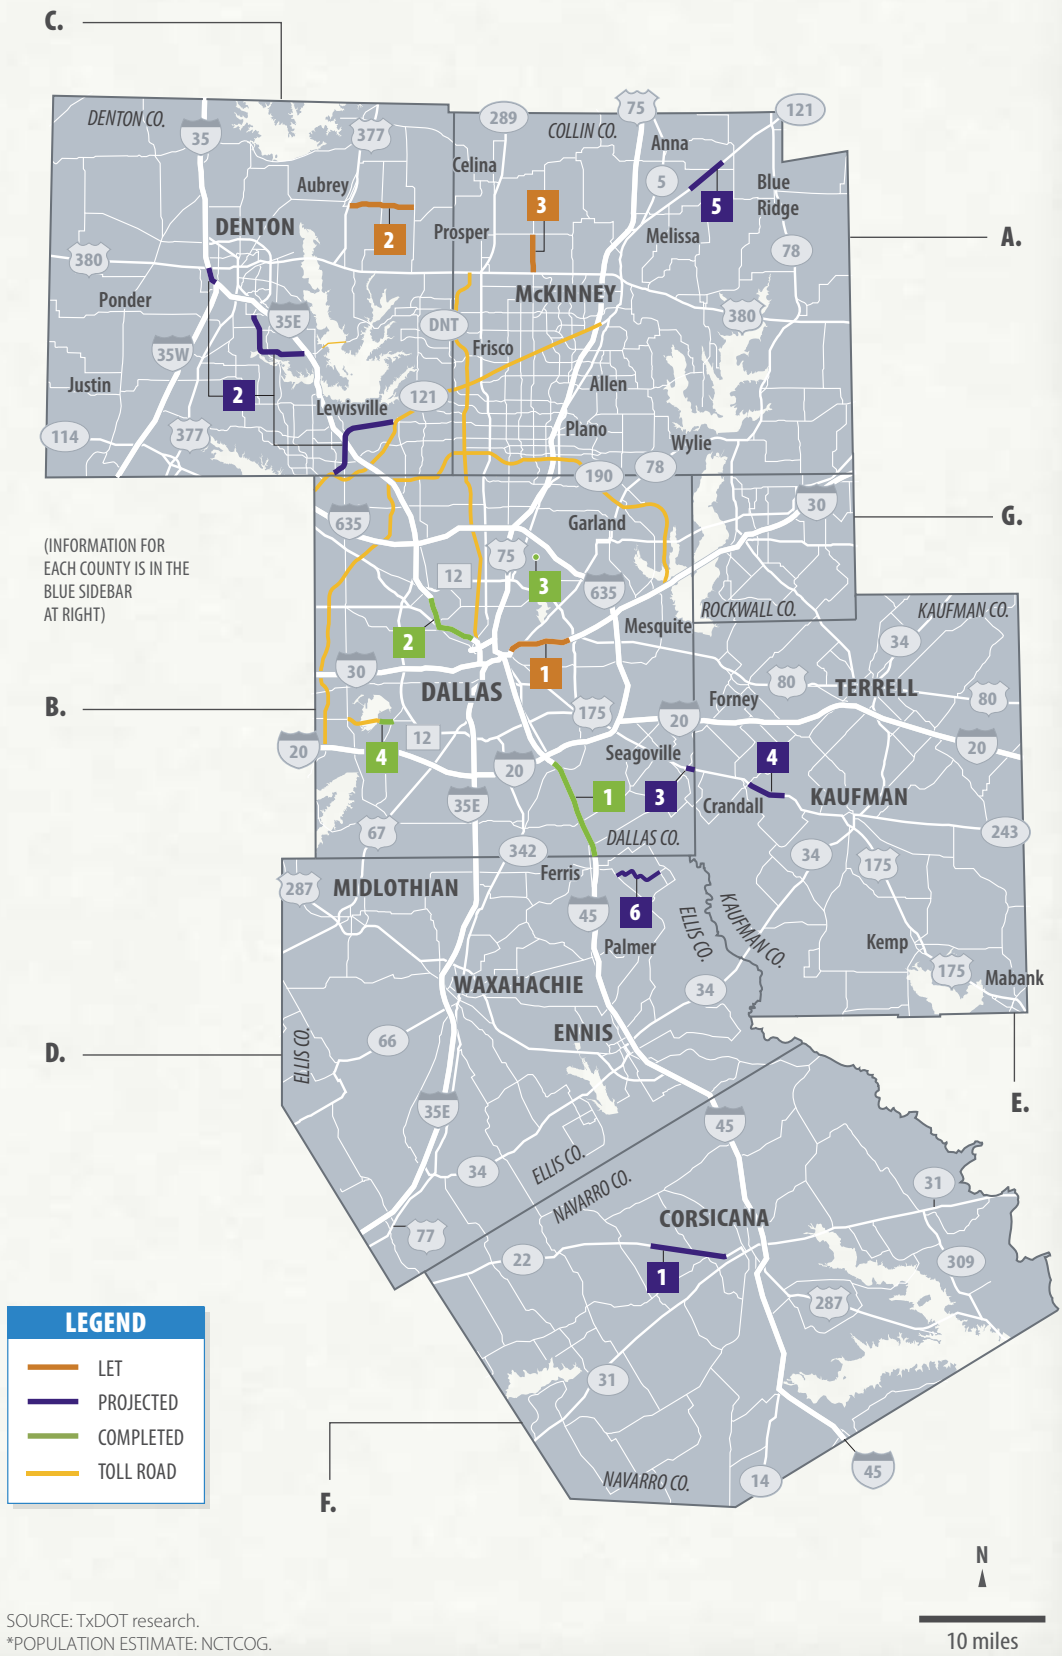 C.
DENTON CO.
35
377
289
COLLIN CO.
75
121
Anna
Celina
5
Aubrey
3
5
Blue
Ridge
DENTON
2
Prosper
Melissa
A.
380
78
Ponder
McKINNEY
35E
DNT
380
35W
Frisco
Justin
2
121
Allen
Lewisville
114
377
Plano
Wylie
190
78
30
G.
635
Garland
(INFORMATION FOR
EACH COUNTY IS IN THE
BLUE SIDEBAR
AT RIGHT)
75
12
3
635
ROCKWALL CO.
KAUFMAN CO.
2
Mesquite
34
30
1
80
TERRELL
80
DALLAS
Forney
B.
175
20
20
12
20
4
20
Seagoville
4
35E
1
3
Crandall
KAUFMAN
67
342
DALLAS CO.
243
34
175
287
MIDLOTHIAN
Ferris
45
6
ELLIS CO.
KAUFMAN CO.
Palmer
Kemp
175
Mabank
WAXAHACHIE
34
66
ENNIS
D.
ELLIS CO.
E.
35E
45
34
ELLIS CO.
NAVARRO CO.
31
77
CORSICANA
22
1
309
287
31
LEGEND
LET
PROJECTED
COMPLETED
TOLL ROAD
F.
NAVARRO CO.
14
45
N
10 miles
SOURCE: TxDOT research.
*POPULATION ESTIMATE: NCTCOG.